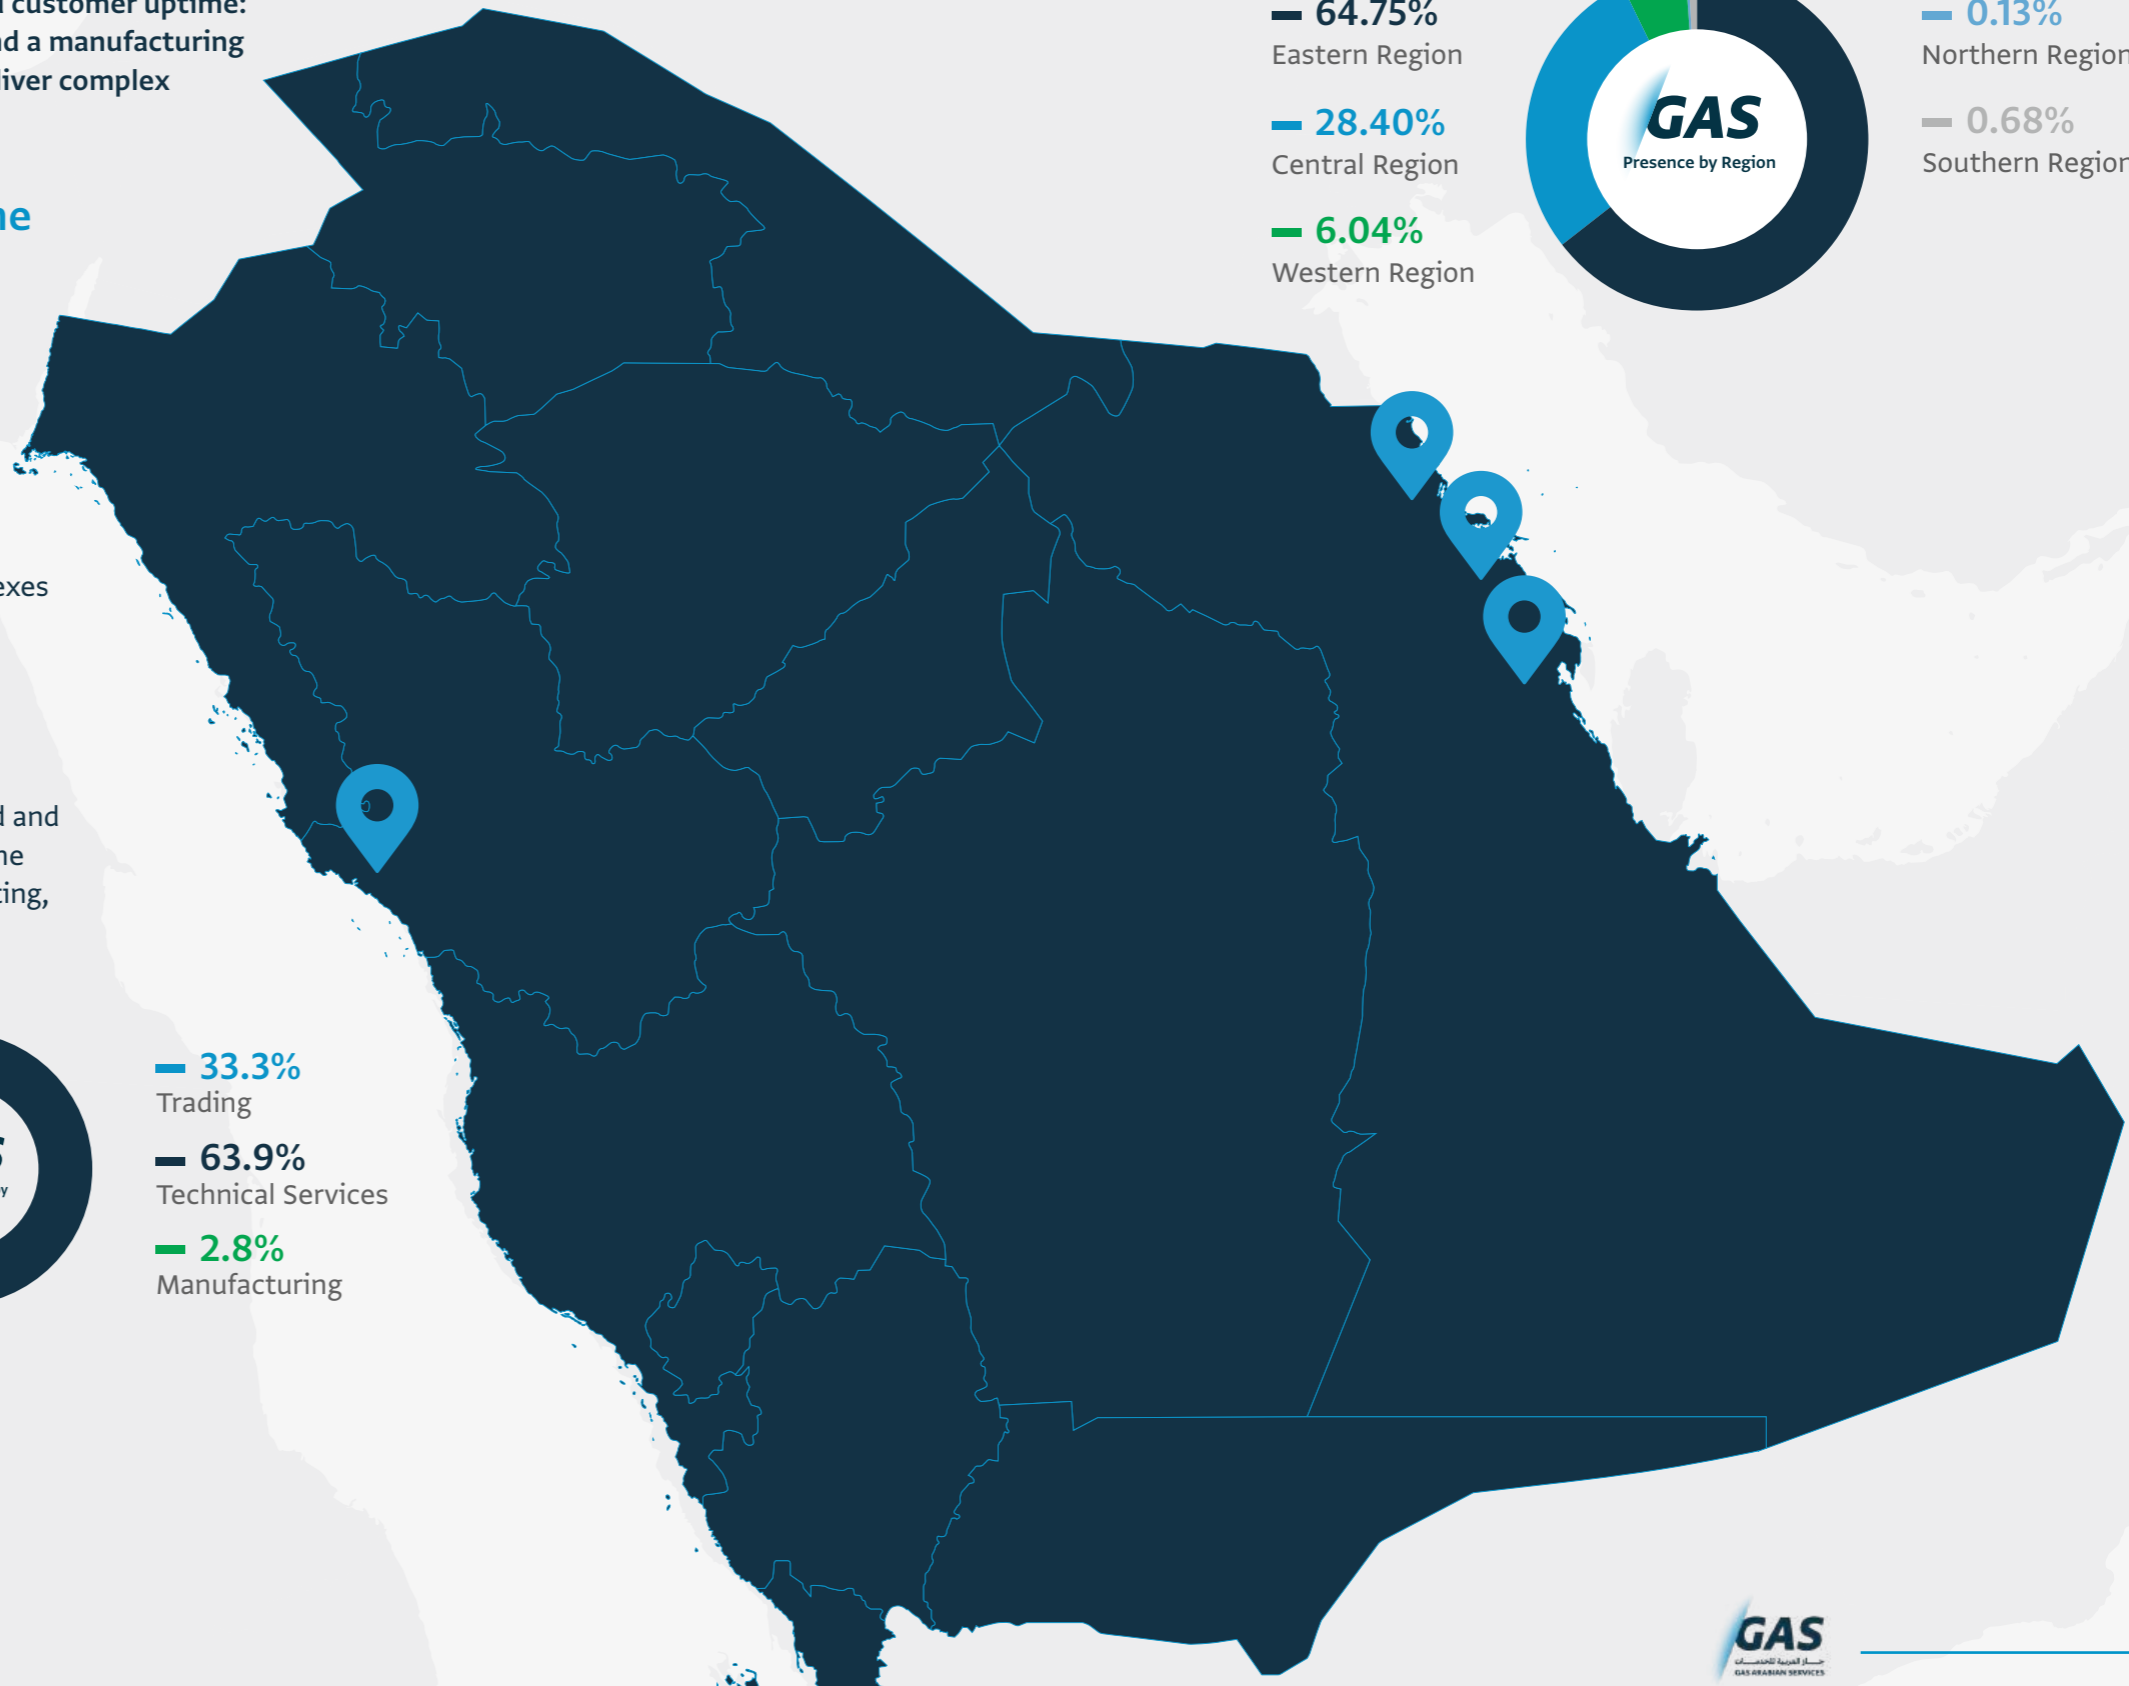 customer uptime:
d a manufacturing
liver complex
ne
exes
d and
ne
ting,
64.75%
Eastern Region
28.40%
Central Region
6.04%
Western Region
GAS
Presence by Region
0.13%
Northern Region
0.68%
Southern Region
33.3%
Trading
63.9%
Technical Services
2.8%
Manufacturing
S
y
GAS
GAS ARABIAN SERVICES